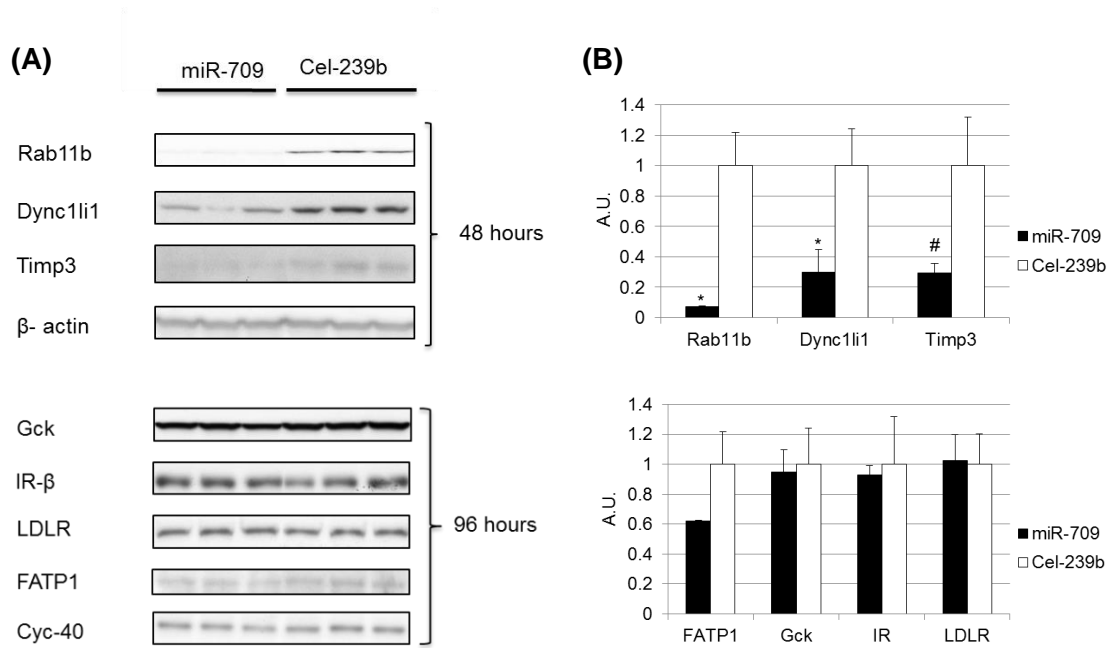 (A)
miR-709 Cel-239b
Rab11b
Dync1li1
Timp3
β- actin
48 hours
Gck
IR-β
LDLR
FATP1
Cyc-40
96 hours
(B)
1.4
1.2
1
0.8
0.6
0.4
0.2
0
A.U.
* * #
Rab11b Dync1li1 Timp3
miR-709
Cel-239b
1.4
1.2
1
0.8
0.6
0.4
0.2
0
A.U.
FATP1 Gck IR LDLR
miR-709
Cel-239b